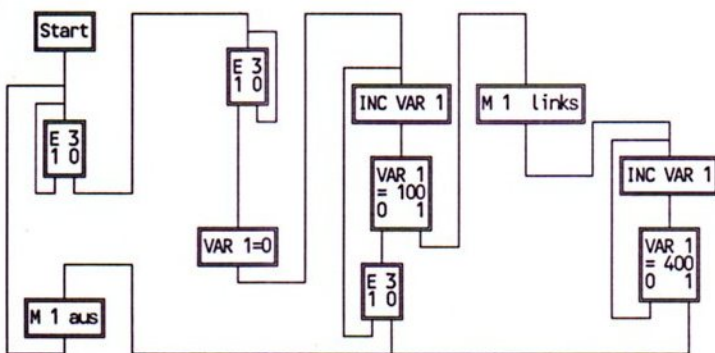 Start
E 3
1 0
E 3
1 0
VAR 1=0
INC VAR 1
VAR 1
= 100
0 1
E 3
1 0
M 1 links
INC VAR 1
VAR 1
= 400
0 1
M 1 aus